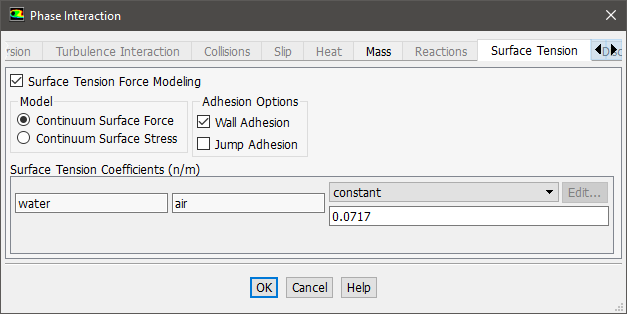 Phase Interaction
rsion Turbulence Interaction Collisions Slip Heat Mass Reactions Surface Tension Disc
Surface Tension Force Modeling
Model Adhesion Options
Continuum Surface Force Wall Adhesion
Continuum Surface Stress Jump Adhesion
Surface Tension Coefficients (n/m)
constant Edit...
water air
0.0717
OK Cancel Help